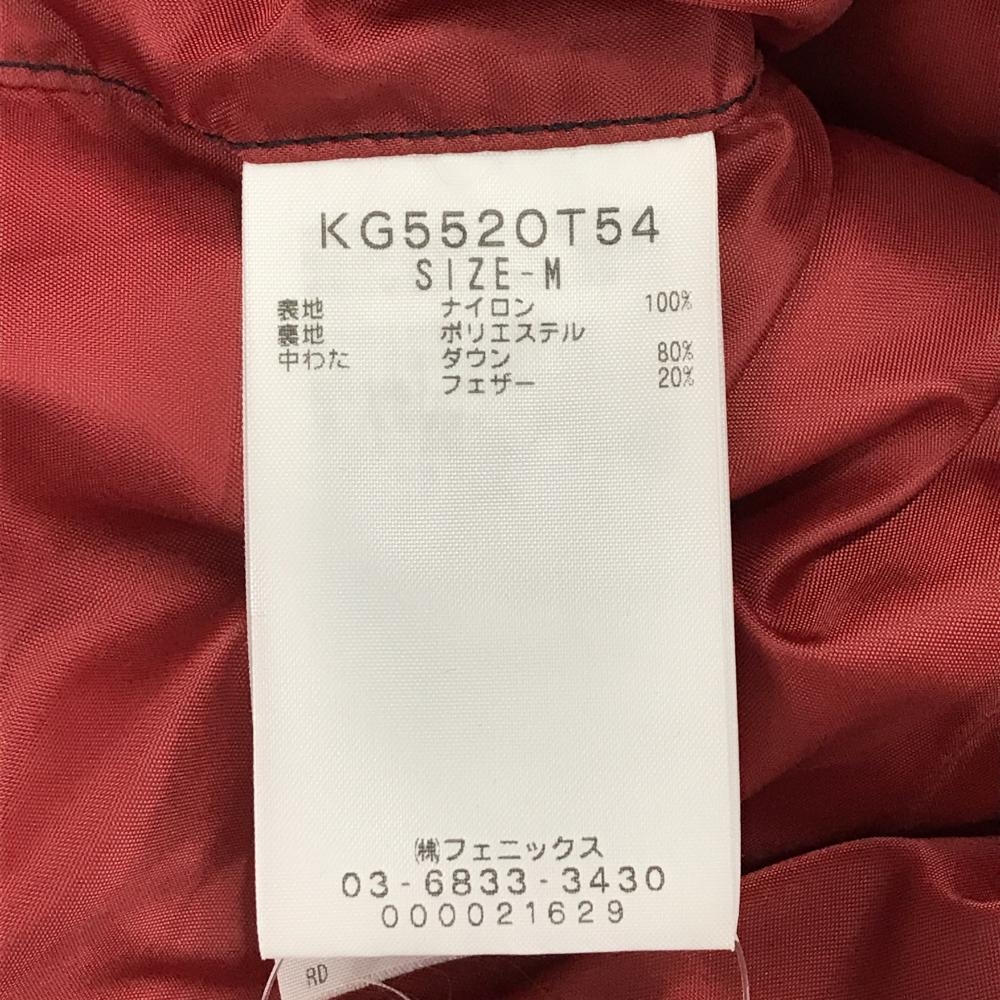 KG5520T54
SIZE-M
表地 ナイロン 100%
裏地 ポリエステル
中わた ダウン 80%
フェザー 20%
㈱フェニックス
03-6833-3430
000021629
RD